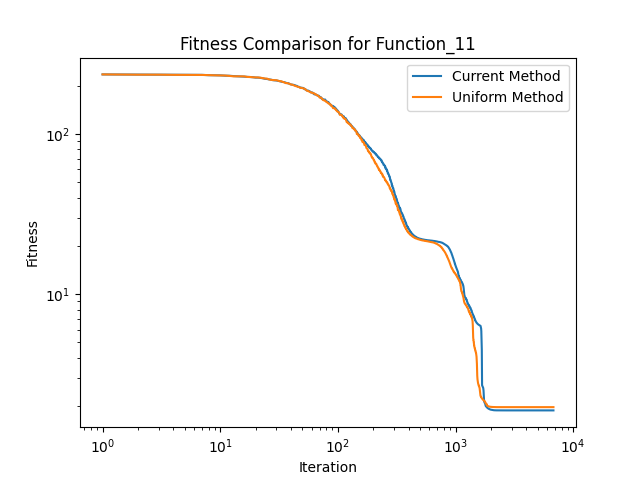 Fitness Comparison for Function_11
Current Method
Uniform Method
Fitness
10²
10¹
10⁰
10¹
10²
10³
10⁴
Iteration